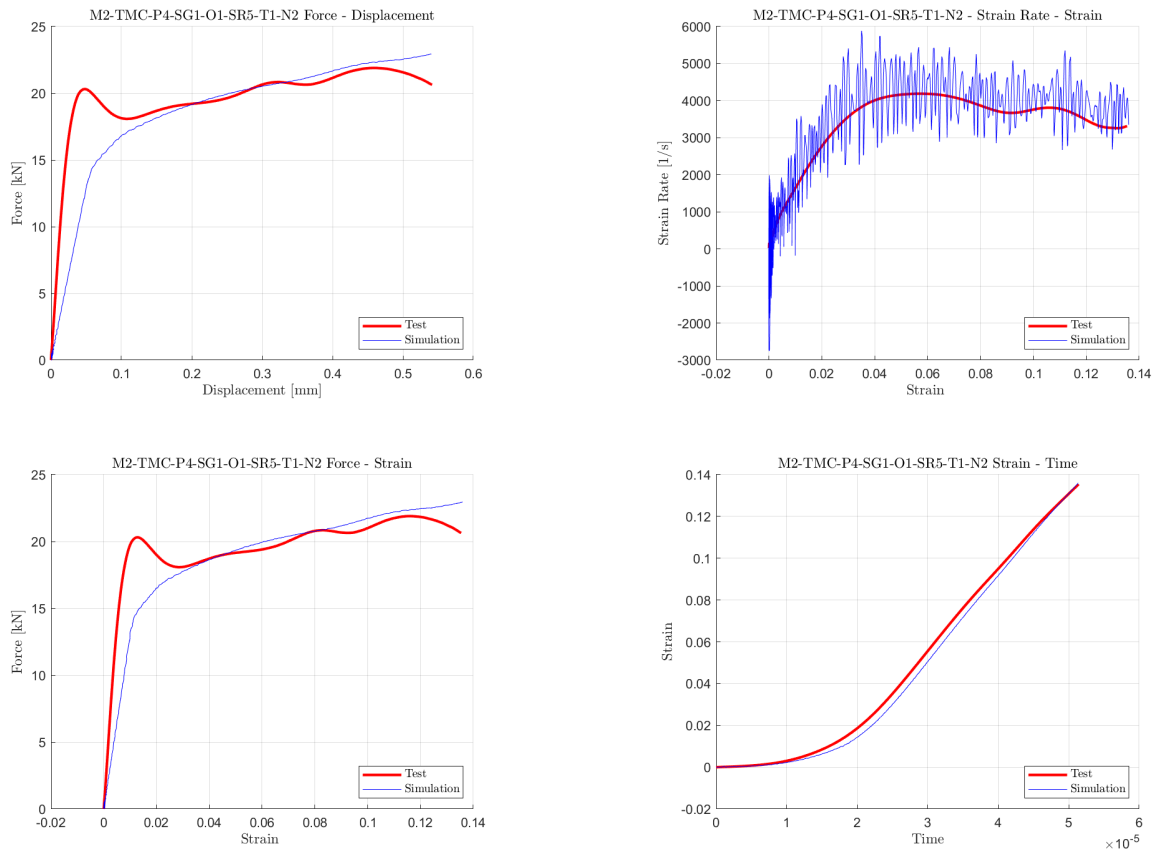 M2-TMC-P4-SG1-O1-SR5-T1-N2 Force - Displacement
25
20
15
10
5
0
Force [kN]
0 0.1 0.2 0.3 0.4 0.5 0.6
Displacement [mm]
Test
Simulation
M2-TMC-P4-SG1-O1-SR5-T1-N2 - Strain Rate - Strain
6000
5000
4000
3000
2000
1000
0
-1000
-2000
-3000
Strain Rate [1/s]
-0.02 0 0.02 0.04 0.06 0.08 0.1 0.12 0.14
Strain
Test
Simulation
M2-TMC-P4-SG1-O1-SR5-T1-N2 Force - Strain
25
20
15
10
5
0
Force [kN]
-0.02 0 0.02 0.04 0.06 0.08 0.1 0.12 0.14
Strain
Test
Simulation
M2-TMC-P4-SG1-O1-SR5-T1-N2 Strain - Time
0.14
0.12
0.1
0.08
0.06
0.04
0.02
0
-0.02
Strain
0 1 2 3 4 5 6
Time
×10⁻⁵
Test
Simulation